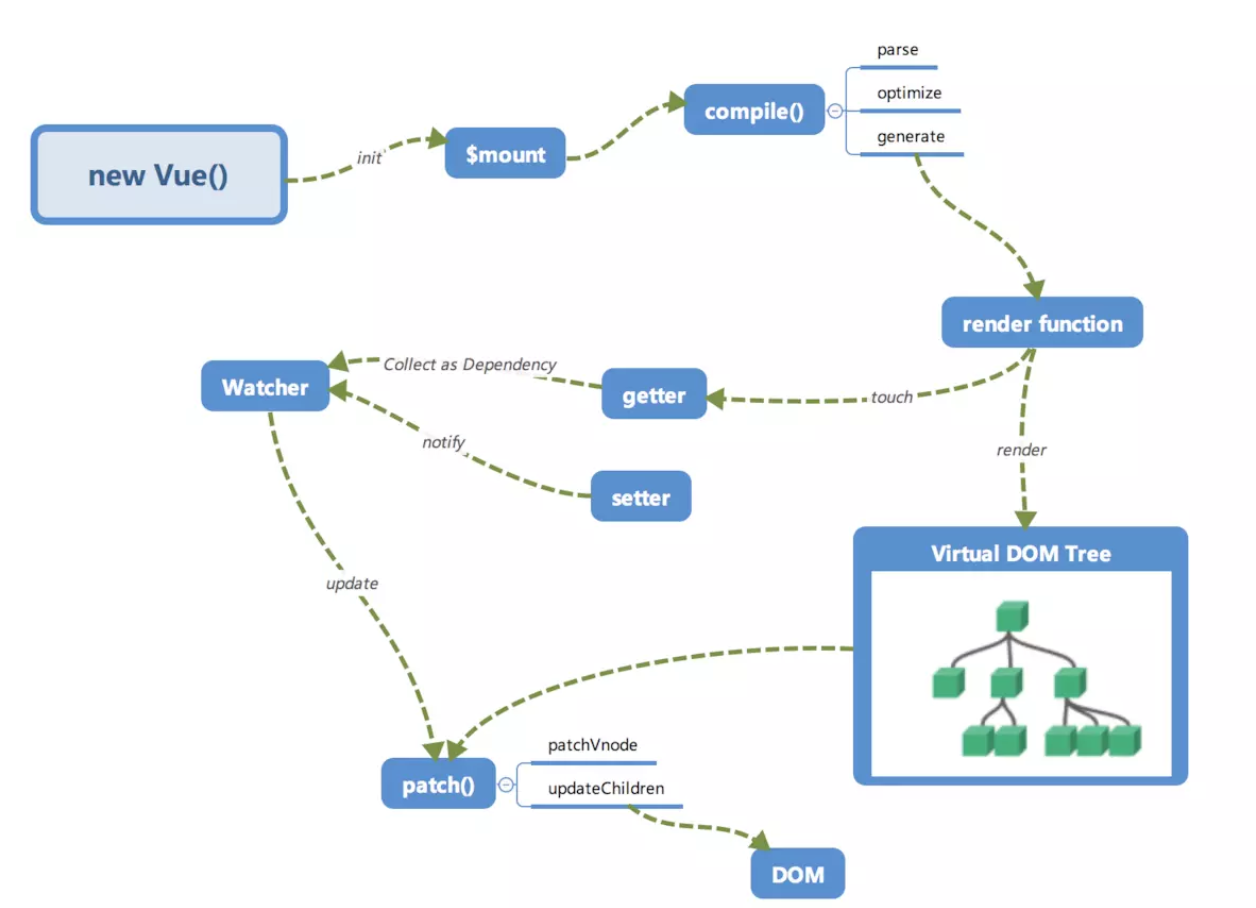 parse
optimize
compile()
generate
$mount
init
new Vue()
render function
Collect as Dependency
Watcher
getter
touch
notify
render
setter
Virtual DOM Tree
update
patchVnode
patch()
updateChildren
DOM